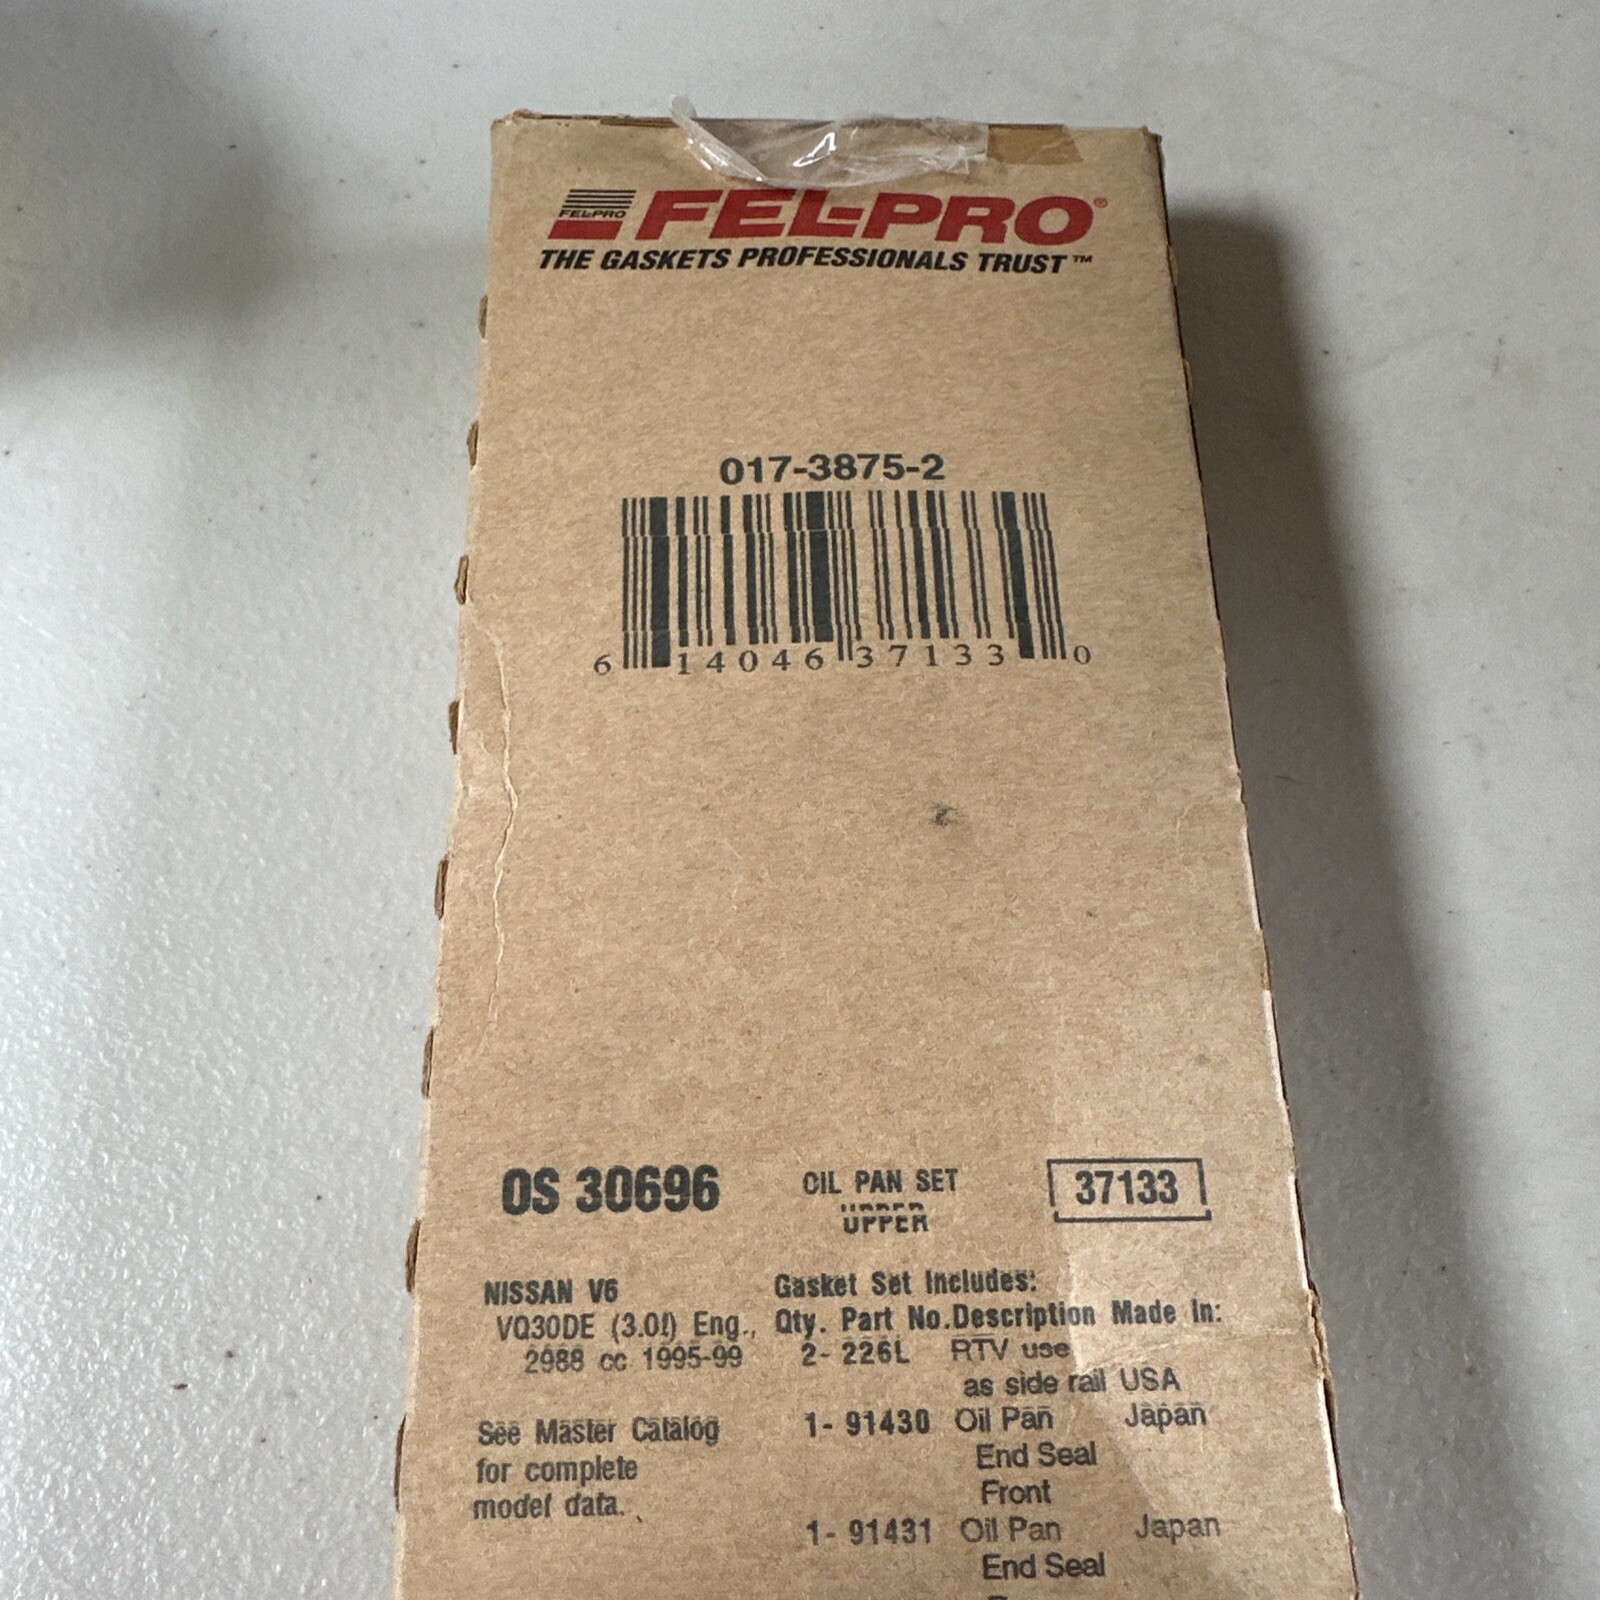 FEL-PRO
FEL-PRO®
THE GASKETS PROFESSIONALS TRUST™
017-3875-2
6 14046 37133 0
OS 30696
OIL PAN SET
UPPER
37133
NISSAN V6
VQ30DE (3.0ℓ) Eng.,
2988 cc 1995-99
See Master Catalog
for complete
model data.
Gasket Set Includes:
Qty. Part No. Description Made In:
2- 226L RTV use
as side rail USA
1- 91430 Oil Pan Japan
End Seal
Front
1- 91431 Oil Pan Japan
End Seal